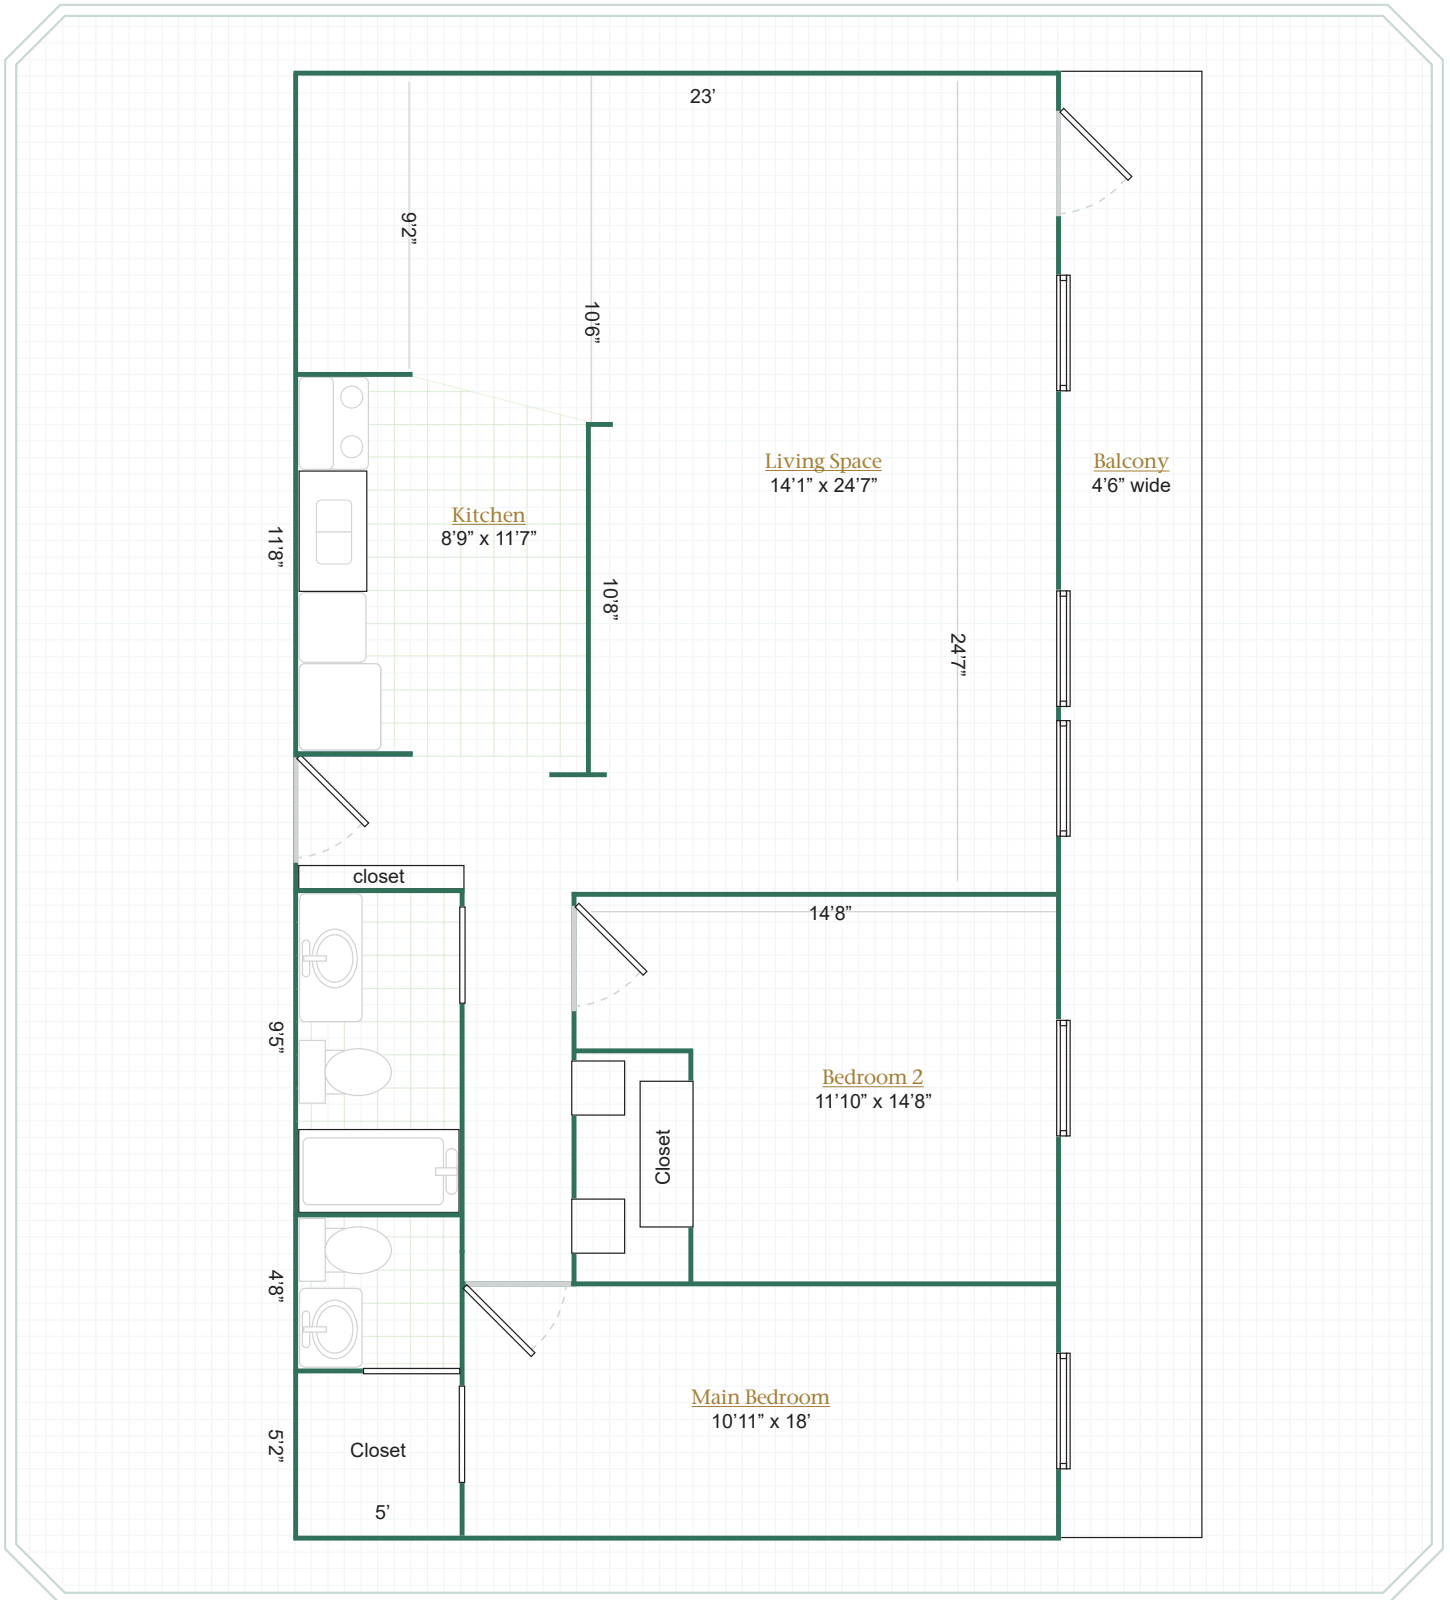 23’
9’2”
10’6”
Living Space
14’1” x 24’7”
Balcony
4’6” wide
Kitchen
8’9” x 11’7”
11’8”
10’8”
24’7”
closet
14’8”
9’5”
Bedroom 2
11’10” x 14’8”
Closet
4’8”
Main Bedroom
10’11” x 18’
5’2”
Closet
5’